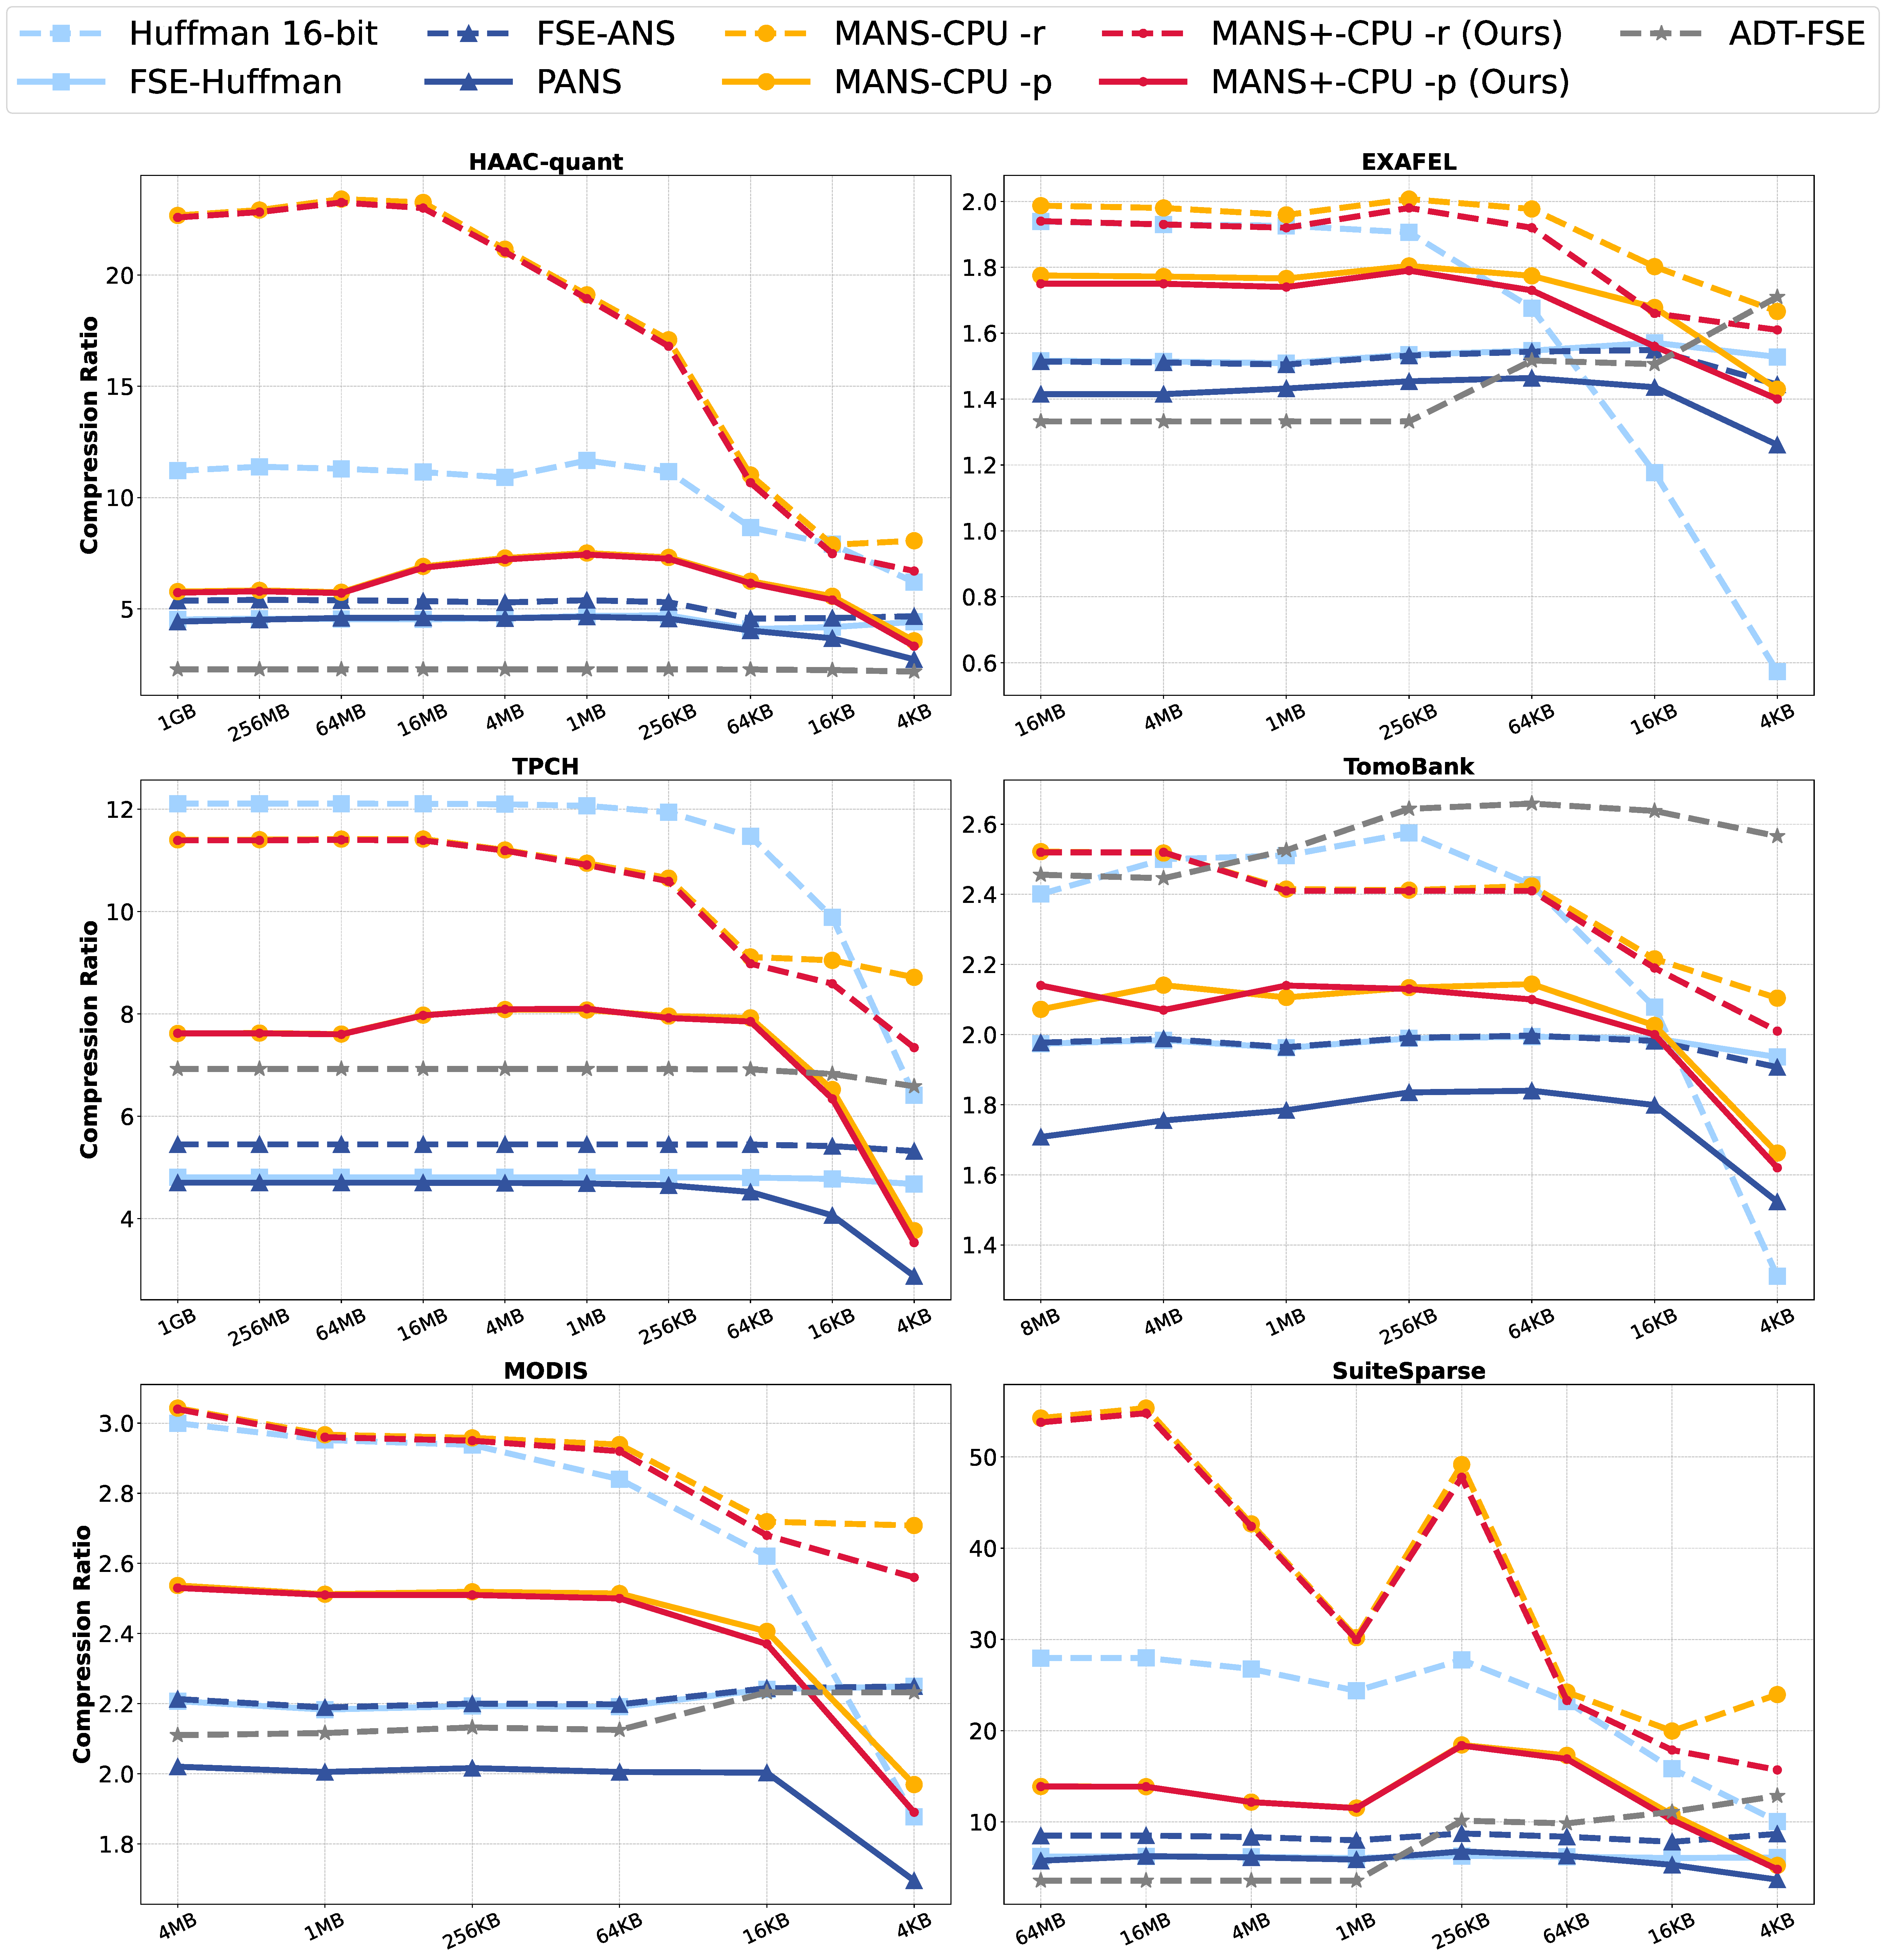 Huffman 16-bit FSE-ANS MANS-CPU -r MANS+-CPU -r (Ours) ADT-FSE
FSE-Huffman PANS MANS-CPU -p MANS+-CPU -p (Ours)
HAAC-quant
Compression Ratio
20
15
10
5
1GB 256MB 64MB 16MB 4MB 1MB 256KB 64KB 16KB 4KB
EXAFEL
2.0
1.8
1.6
1.4
1.2
1.0
0.8
0.6
16MB 4MB 1MB 256KB 64KB 16KB 4KB
TPCH
Compression Ratio
12
10
8
6
4
1GB 256MB 64MB 16MB 4MB 1MB 256KB 64KB 16KB 4KB
TomoBank
2.6
2.4
2.2
2.0
1.8
1.6
1.4
8MB 4MB 1MB 256KB 64KB 16KB 4KB
MODIS
Compression Ratio
3.0
2.8
2.6
2.4
2.2
2.0
1.8
4MB 1MB 256KB 64KB 16KB 4KB
SuiteSparse
50
40
30
20
10
64MB 16MB 4MB 1MB 256KB 64KB 16KB 4KB